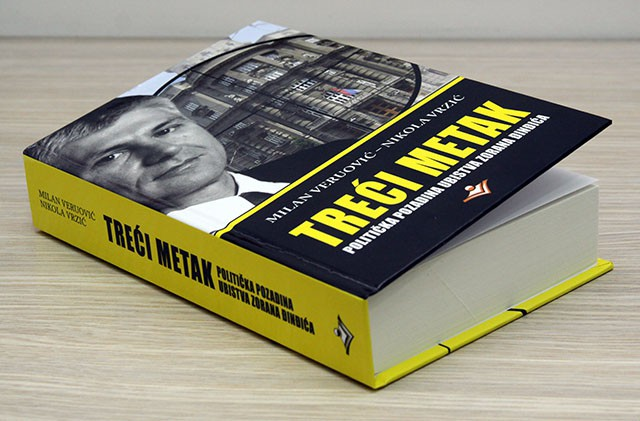 MILAN VERUOVIĆ – NIKOLA VRZIĆ
TREĆI METAK
POLITIČKA POZADINA UBISTVA ZORANA ĐINĐIĆA
MILAN VERUOVIĆ
NIKOLA VRZIĆ
TREĆI METAK
POLITIČKA POZADINA
UBISTVA ZORANA ĐINĐIĆA